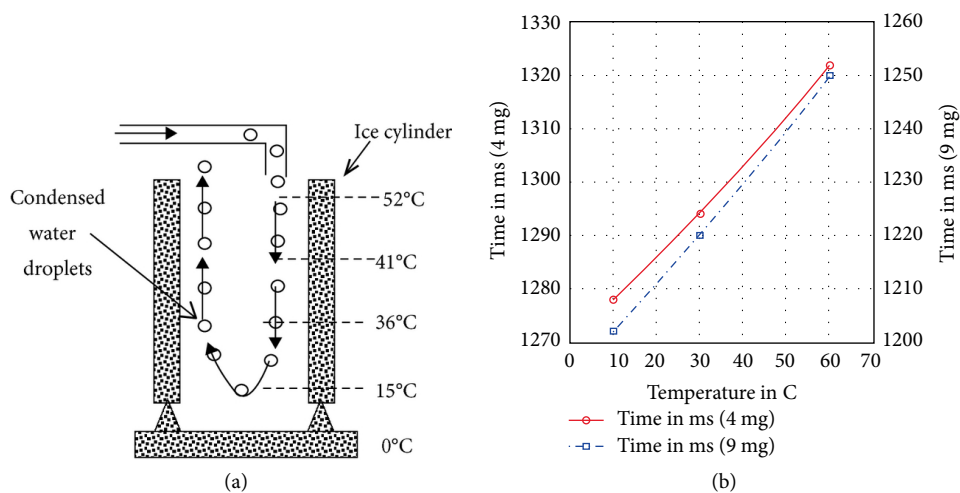 Ice cylinder
Condensed
water
droplets
52°C
41°C
36°C
15°C
0°C
(a)
1330
1320
1310
1300
1290
1280
1270
Time in ms (4 mg)
1260
1250
1240
1230
1220
1210
1200
Time in ms (9 mg)
0 10 20 30 40 50 60 70
Temperature in C
Time in ms (4 mg)
Time in ms (9 mg)
(b)